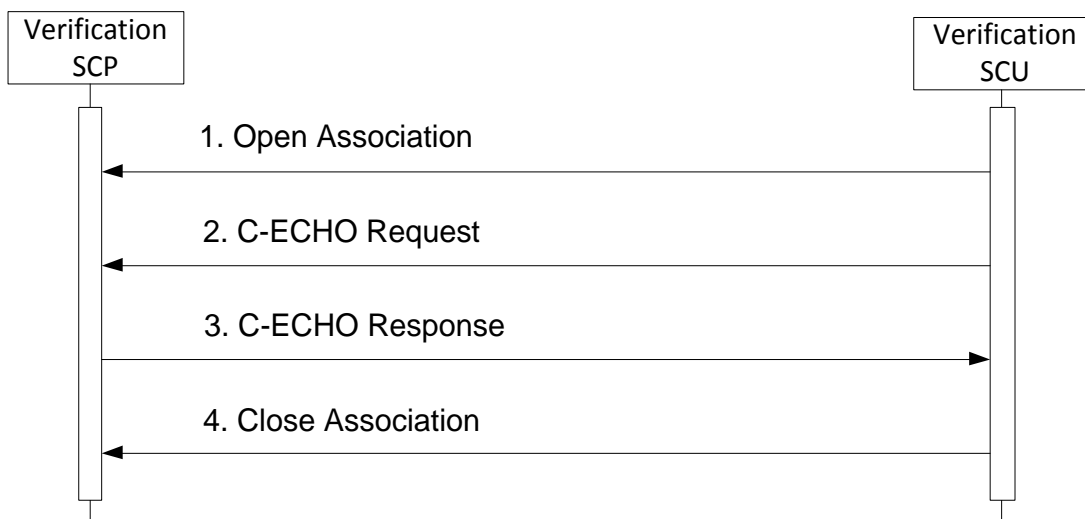 Verification
SCP
Verification
SCU
1. Open Association
2. C-ECHO Request
3. C-ECHO Response
4. Close Association